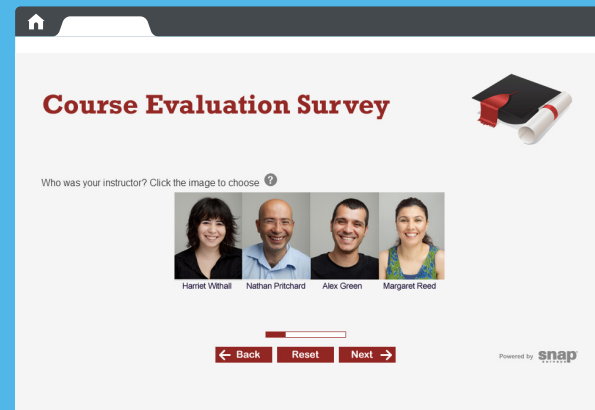 Course Evaluation Survey
Who was your instructor? Click the image to choose ?
Harriet Withall Nathan Pritchard Alex Green Margaret Reed
Back Reset Next
Powered by snap
surveys